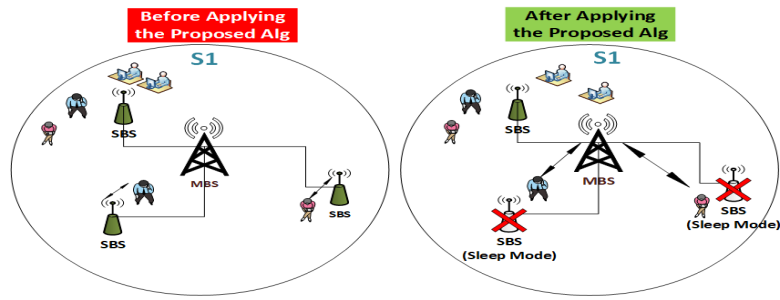 Before Applying
the Proposed Alg
S1
SBS
MBS
SBS
SBS
After Applying
the Proposed Alg
S1
SBS
MBS
SBS
(Sleep Mode)
SBS
(Sleep Mode)